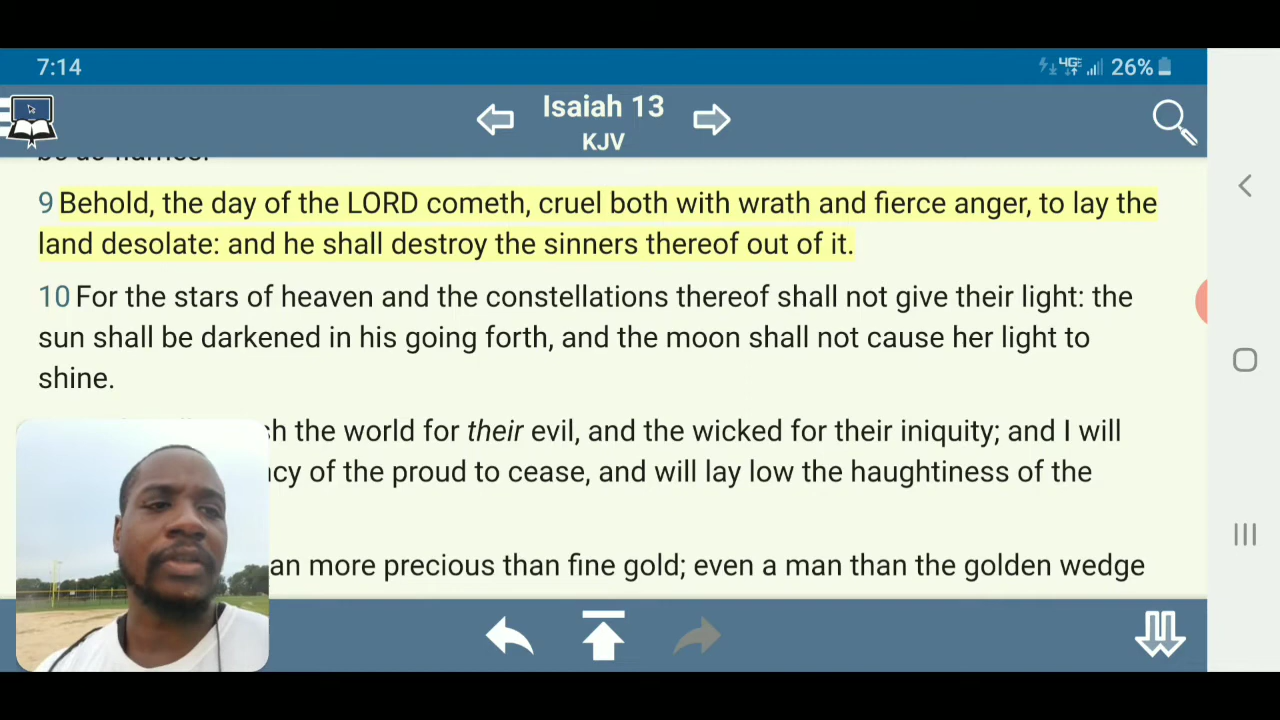 7:14
4GE 26%
Isaiah 13
KJV
9 Behold, the day of the LORD cometh, cruel both with wrath and fierce anger, to lay the
land desolate: and he shall destroy the sinners thereof out of it.
10 For the stars of heaven and the constellations thereof shall not give their light: the
sun shall be darkened in his going forth, and the moon shall not cause her light to
shine.
the world for their evil, and the wicked for their iniquity; and I will
of the proud to cease, and will lay low the haughtiness of the
more precious than fine gold; even a man than the golden wedge